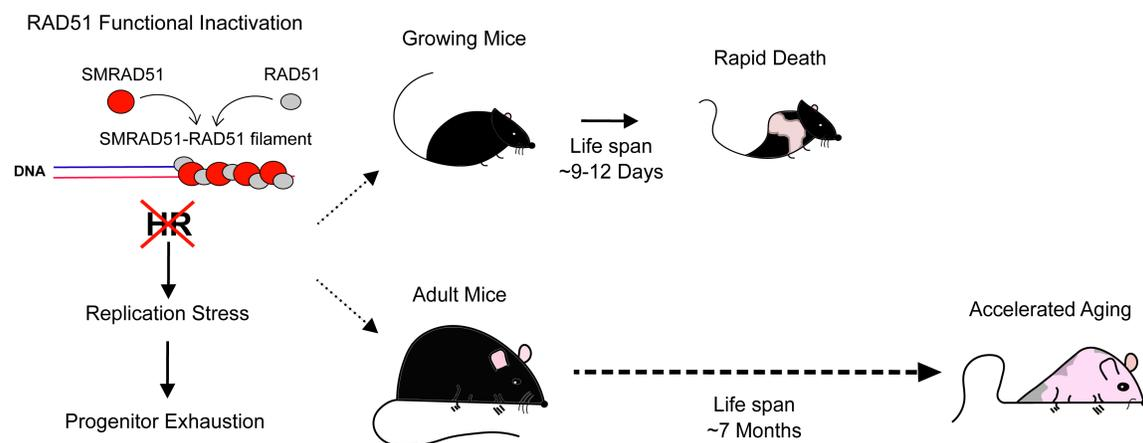 RAD51 Functional Inactivation
SMRAD51
RAD51
SMRAD51-RAD51 filament
DNA
HR
Replication Stress
Progenitor Exhaustion
Growing Mice
Life span
~9-12 Days
Rapid Death
Adult Mice
Life span
~7 Months
Accelerated Aging